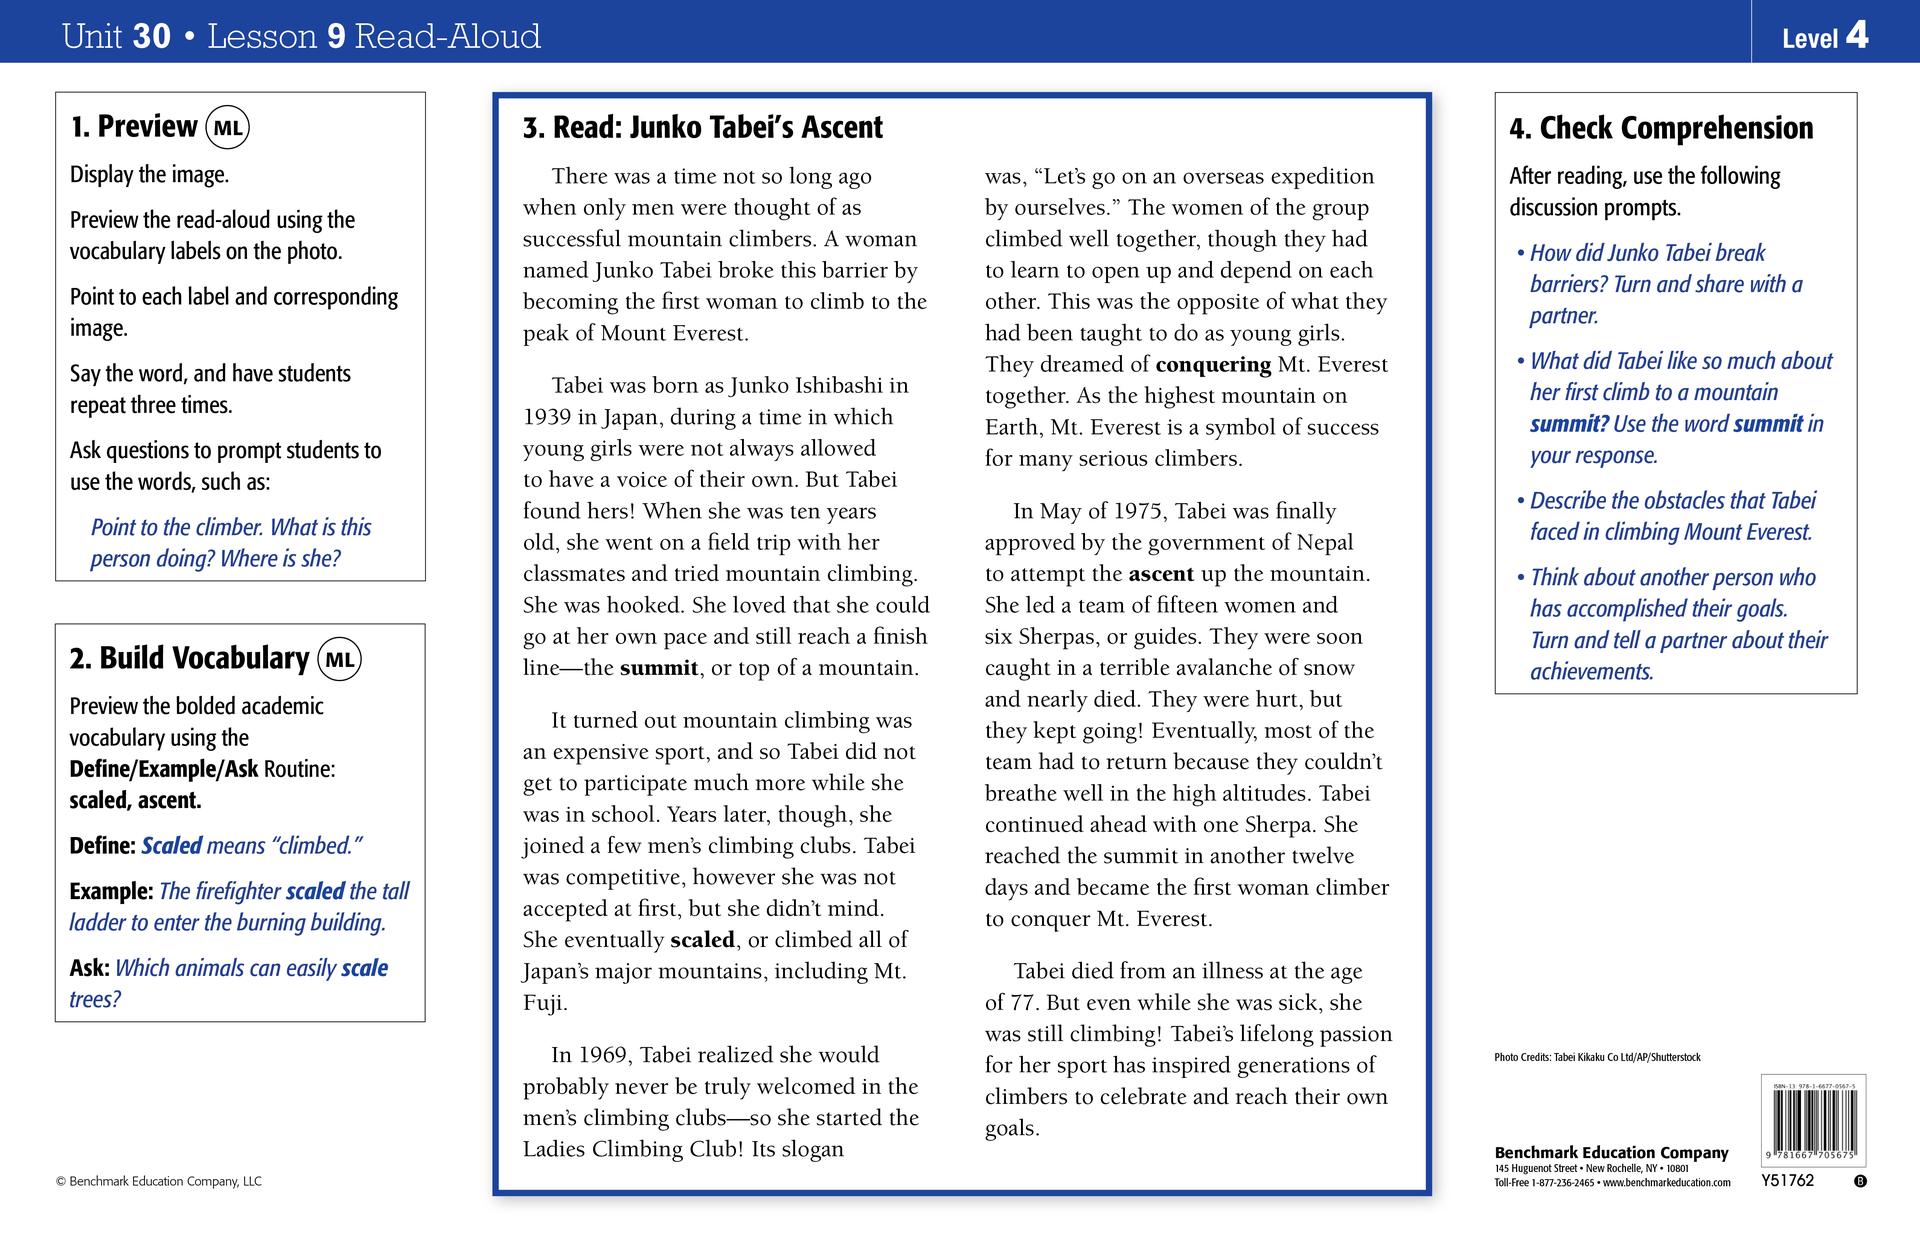 Unit 30 • Lesson 9 Read-Aloud
Level 4
1. Preview ML
Display the image.
Preview the read-aloud using the
vocabulary labels on the photo.
Point to each label and corresponding
image.
Say the word, and have students
repeat three times.
Ask questions to prompt students to
use the words, such as:
Point to the climber. What is this
person doing? Where is she?
2. Build Vocabulary ML
Preview the bolded academic
vocabulary using the
Define/Example/Ask Routine:
scaled, ascent.
Define: Scaled means “climbed.”
Example: The firefighter scaled the tall
ladder to enter the burning building.
Ask: Which animals can easily scale
trees?
© Benchmark Education Company, LLC
3. Read: Junko Tabei’s Ascent
There was a time not so long ago
when only men were thought of as
successful mountain climbers. A woman
named Junko Tabei broke this barrier by
becoming the first woman to climb to the
peak of Mount Everest.
Tabei was born as Junko Ishibashi in
1939 in Japan, during a time in which
young girls were not always allowed
to have a voice of their own. But Tabei
found hers! When she was ten years
old, she went on a field trip with her
classmates and tried mountain climbing.
She was hooked. She loved that she could
go at her own pace and still reach a finish
line—the summit, or top of a mountain.
It turned out mountain climbing was
an expensive sport, and so Tabei did not
get to participate much more while she
was in school. Years later, though, she
joined a few men’s climbing clubs. Tabei
was competitive, however she was not
accepted at first, but she didn’t mind.
She eventually scaled, or climbed all of
Japan’s major mountains, including Mt.
Fuji.
In 1969, Tabei realized she would
probably never be truly welcomed in the
men’s climbing clubs—so she started the
Ladies Climbing Club! Its slogan
was, “Let’s go on an overseas expedition
by ourselves.” The women of the group
climbed well together, though they had
to learn to open up and depend on each
other. This was the opposite of what they
had been taught to do as young girls.
They dreamed of conquering Mt. Everest
together. As the highest mountain on
Earth, Mt. Everest is a symbol of success
for many serious climbers.
In May of 1975, Tabei was finally
approved by the government of Nepal
to attempt the ascent up the mountain.
She led a team of fifteen women and
six Sherpas, or guides. They were soon
caught in a terrible avalanche of snow
and nearly died. They were hurt, but
they kept going! Eventually, most of the
team had to return because they couldn’t
breathe well in the high altitudes. Tabei
continued ahead with one Sherpa. She
reached the summit in another twelve
days and became the first woman climber
to conquer Mt. Everest.
Tabei died from an illness at the age
of 77. But even while she was sick, she
was still climbing! Tabei’s lifelong passion
for her sport has inspired generations of
climbers to celebrate and reach their own
goals.
4. Check Comprehension
After reading, use the following
discussion prompts.
• How did Junko Tabei break
barriers? Turn and share with a
partner.
• What did Tabei like so much about
her first climb to a mountain
summit? Use the word summit in
your response.
• Describe the obstacles that Tabei
faced in climbing Mount Everest.
• Think about another person who
has accomplished their goals.
Turn and tell a partner about their
achievements.
Photo Credits: Tabei Kikaku Co Ltd/AP/Shutterstock
ISBN-13 978-1-6677-0567-5
9 781667 705675
Benchmark Education Company
145 Huguenot Street • New Rochelle, NY • 10801
Toll-Free 1-877-236-2465 • www.benchmarkeducation.com
Y51762
B